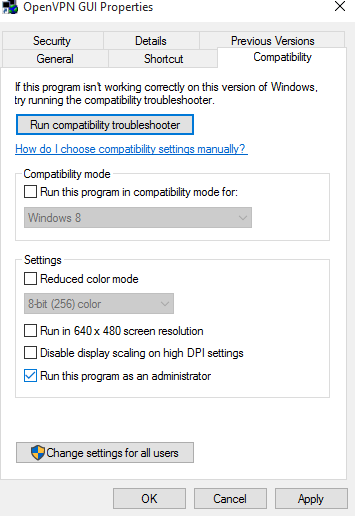 OpenVPN GUI Properties
Security Details Previous Versions
General Shortcut Compatibility
If this program isn't working correctly on this version of Windows,
try running the compatibility troubleshooter.
Run compatibility troubleshooter
How do I choose compatibility settings manually?
Compatibility mode
Run this program in compatibility mode for:
Windows 8
Settings
Reduced color mode
8-bit (256) color
Run in 640 x 480 screen resolution
Disable display scaling on high DPI settings
Run this program as an administrator
Change settings for all users
OK Cancel Apply